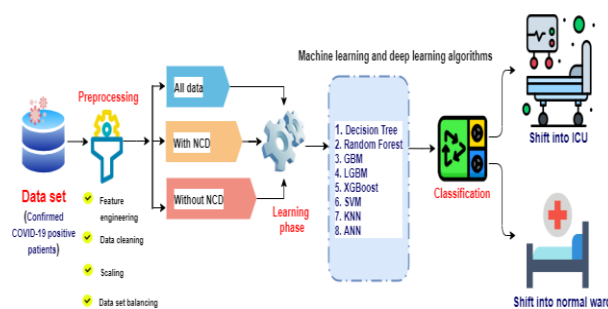 Machine learning and deep learning algorithms
Preprocessing
All data
With NCD
Without NCD
Data set
(Confirmed
COVID-19 positive
patients)
Feature
engineering
Data cleaning
Scaling
Data set balancing
Learning
phase
1. Decision Tree
2. Random Forest
3. GBM
4. LGBM
5. XGBoost
6. SVM
7. KNN
8. ANN
Classification
Shift into ICU
Shift into normal ward